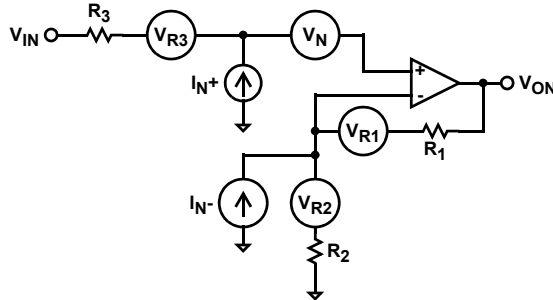 R3
VIN
VR3
VN
IN+
+
-
VON
VR1
R1
IN-
VR2
R2